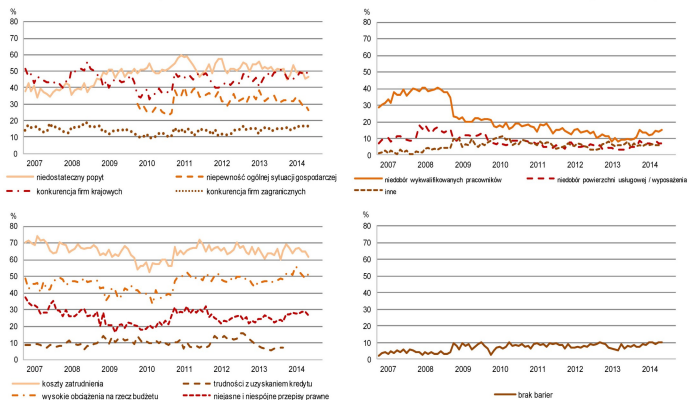 %
80
70
60
50
40
30
20
10
0
2007 2008 2009 2010 2011 2012 2013 2014
niedostateczny popyt
niepewność ogólnej sytuacji gospodarczej
konkurencja firm krajowych
konkurencja firm zagranicznych
%
80
70
60
50
40
30
20
10
0
2007 2008 2009 2010 2011 2012 2013 2014
niedobór wykwalifikowanych pracowników
niedobór powierzchni usługowej / wyposażenia
inne
%
80
70
60
50
40
30
20
10
0
2007 2008 2009 2010 2011 2012 2013 2014
koszty zatrudnienia
trudności z uzyskaniem kredytu
wysokie obciążenia na rzecz budżetu
niejasne i niespójne przepisy prawne
%
80
70
60
50
40
30
20
10
0
2007 2008 2009 2010 2011 2012 2013 2014
brak barier